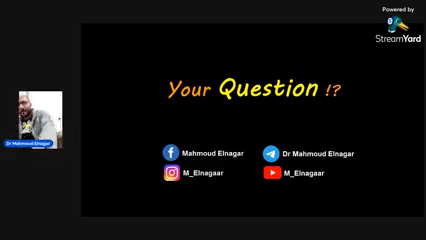 Powered by
StreamYard
Your Question !?
Mahmoud Elnagar
Dr Mahmoud Elnagar
M_Elnagaar
M_Elnagaar
Dr Mahmoud Elnagar